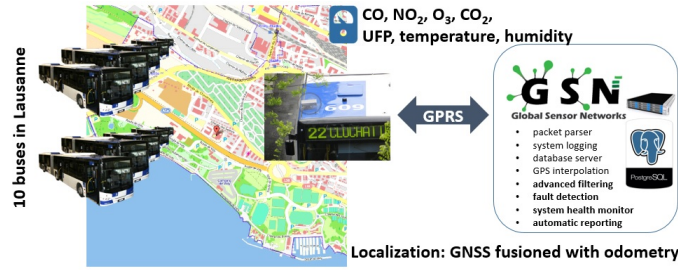 CO, NO₂, O₃, CO₂,
UFP, temperature, humidity
10 buses in Lausanne
609
22 CLUCHATT
GPRS
GSN
Global Sensor Networks
• packet parser
• system logging
• database server
• GPS interpolation
• advanced filtering
• fault detection
• system health monitor
• automatic reporting
PostgreSQL
Localization: GNSS fusioned with odometry